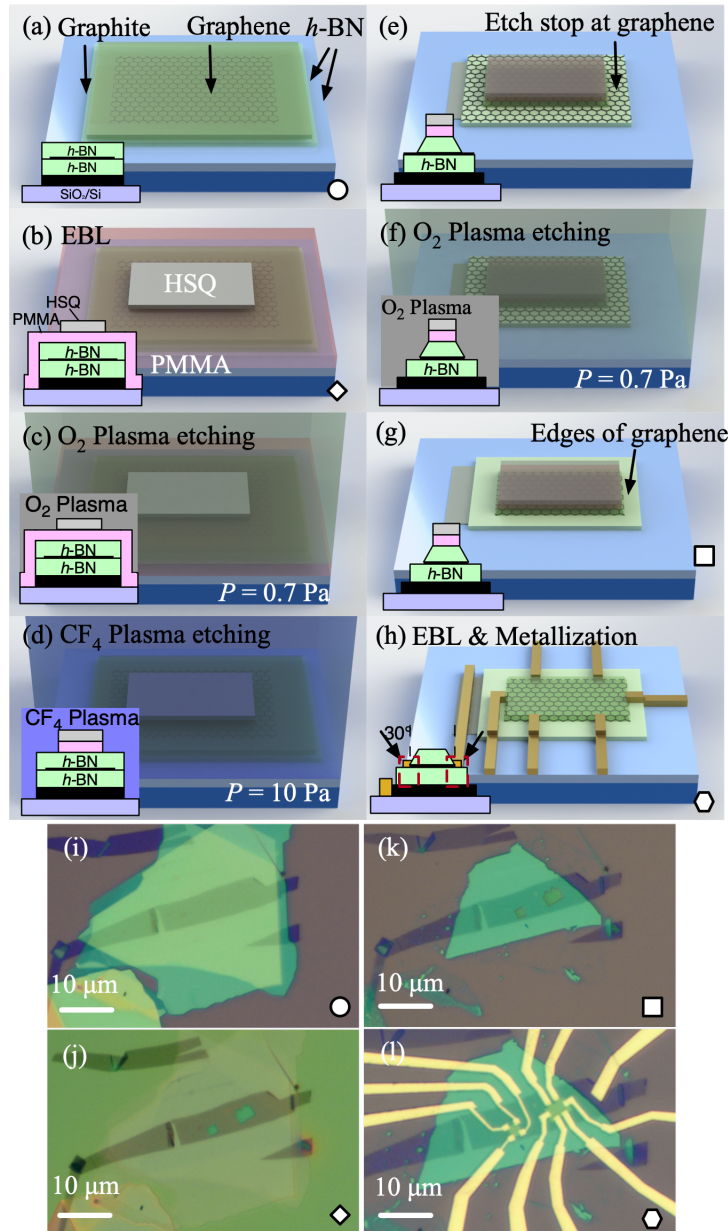 (a)
Graphite
Graphene
h-BN
h-BN
h-BN
SiO₂/Si
(b) EBL
HSQ
HSQ
PMMA
h-BN
h-BN
PMMA
(c) O₂ Plasma etching
O₂ Plasma
h-BN
h-BN
P = 0.7 Pa
(d) CF₄ Plasma etching
CF₄ Plasma
h-BN
h-BN
P = 10 Pa
(e)
Etch stop at graphene
h-BN
(f) O₂ Plasma etching
O₂ Plasma
h-BN
P = 0.7 Pa
(g)
Edges of graphene
h-BN
(h) EBL & Metallization
30°
(i)
10 μm
(j)
10 μm
(k)
10 μm
(l)
10 μm